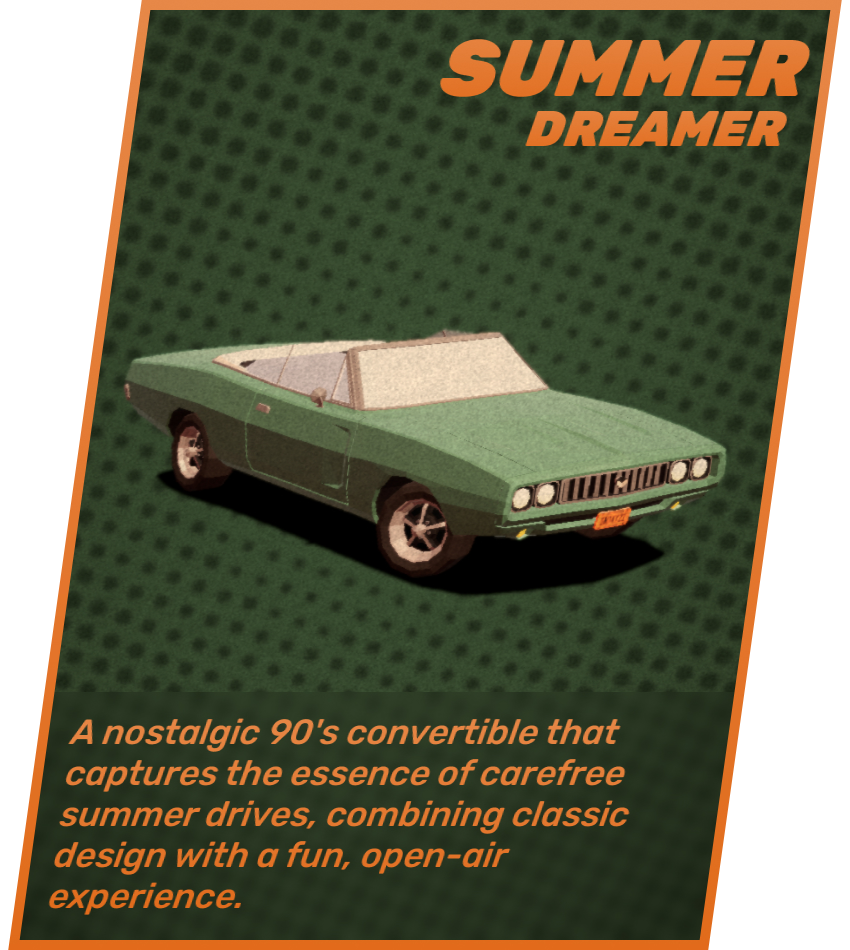 SUMMER
DREAMER
A nostalgic 90's convertible that
captures the essence of carefree
summer drives, combining classic
design with a fun, open-air
experience.